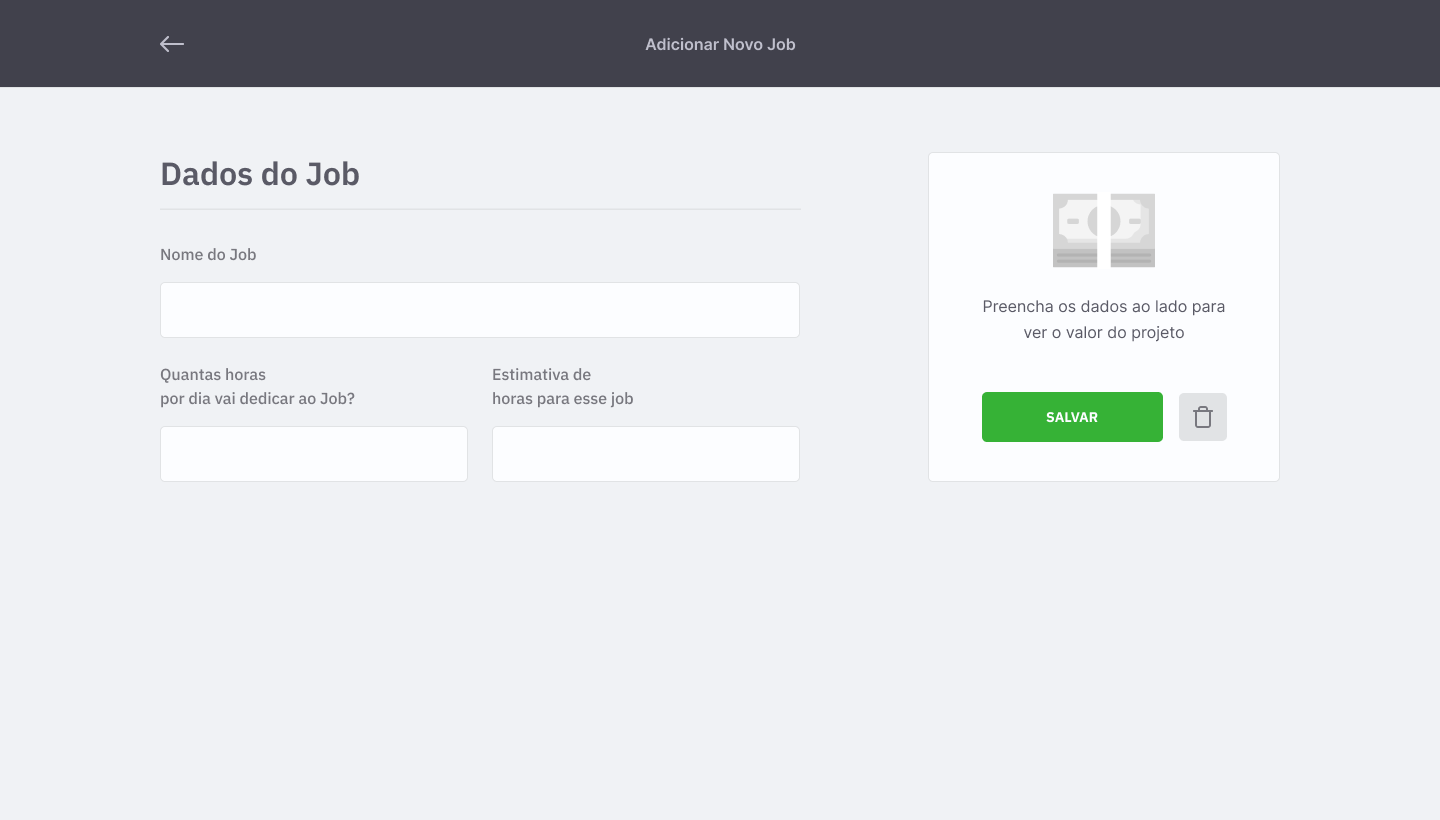 Adicionar Novo Job
Dados do Job
Nome do Job
Quantas horas
por dia vai dedicar ao Job?
Estimativa de
horas para esse job
Preencha os dados ao lado para
ver o valor do projeto
SALVAR